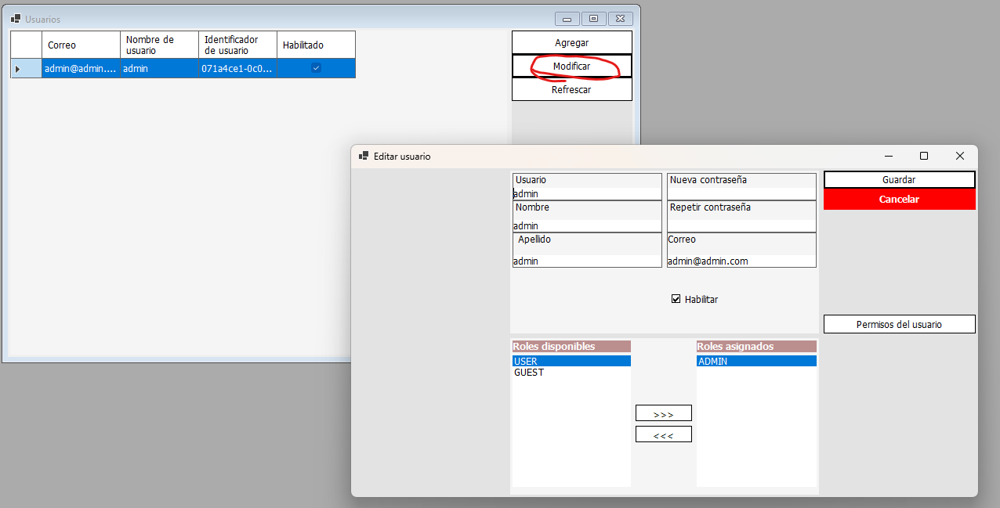 Usuarios
Correo
Nombre de
usuario
Identificador
de usuario
Habilitado
admin@admin....
admin
071a4ce1-0c0...
Agregar
Modificar
Refrescar
Editar usuario
Usuario
admin
Nombre
admin
Apellido
admin
Nueva contraseña
Repetir contraseña
Correo
admin@admin.com
Habilitar
Guardar
Cancelar
Permisos del usuario
Roles disponibles
USER
GUEST
>>>
<<<
Roles asignados
ADMIN